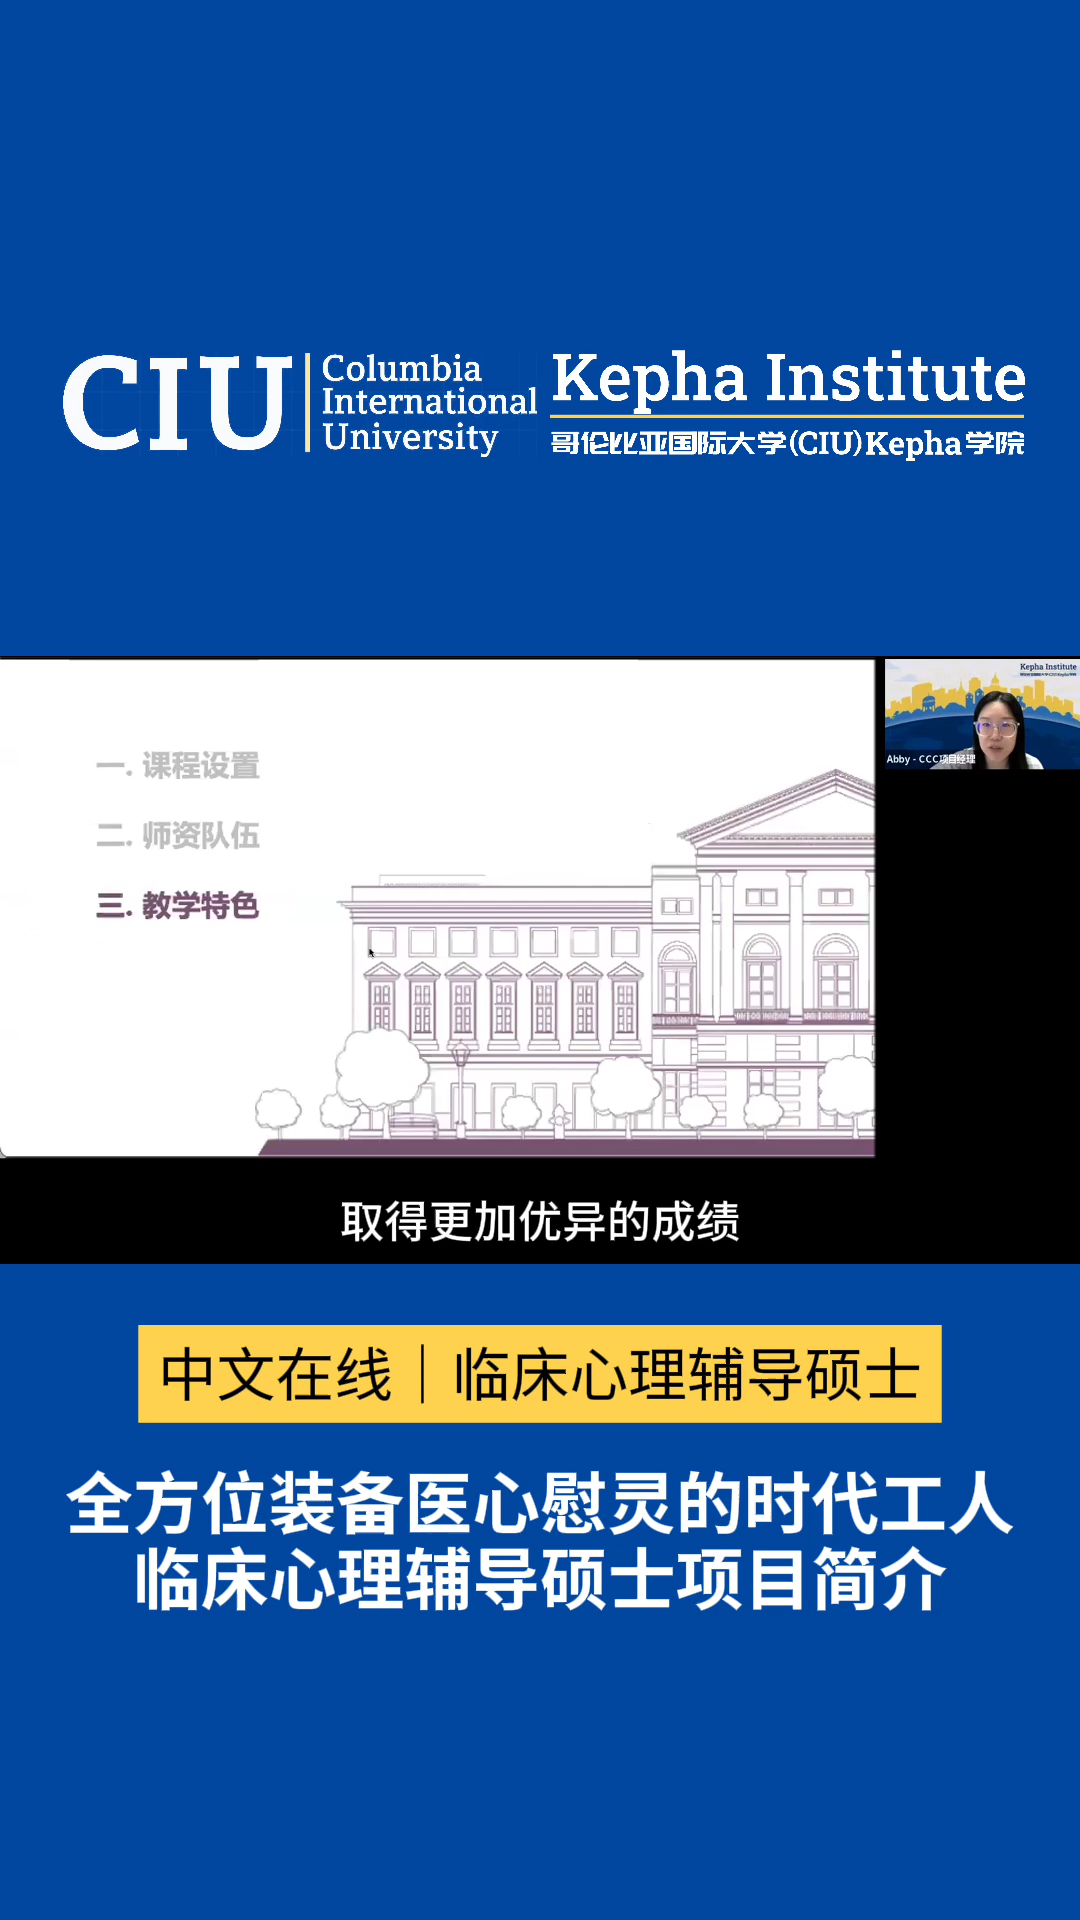 CIU
Columbia
International
University
Kepha Institute
哥伦比亚国际大学(CIU)Kepha学院
一. 课程设置
二. 师资队伍
三. 教学特色
Kepha Institute
Abby - CCC项目经理
取得更加优异的成绩
中文在线｜临床心理辅导硕士
全方位装备医心慰灵的时代工人
临床心理辅导硕士项目简介